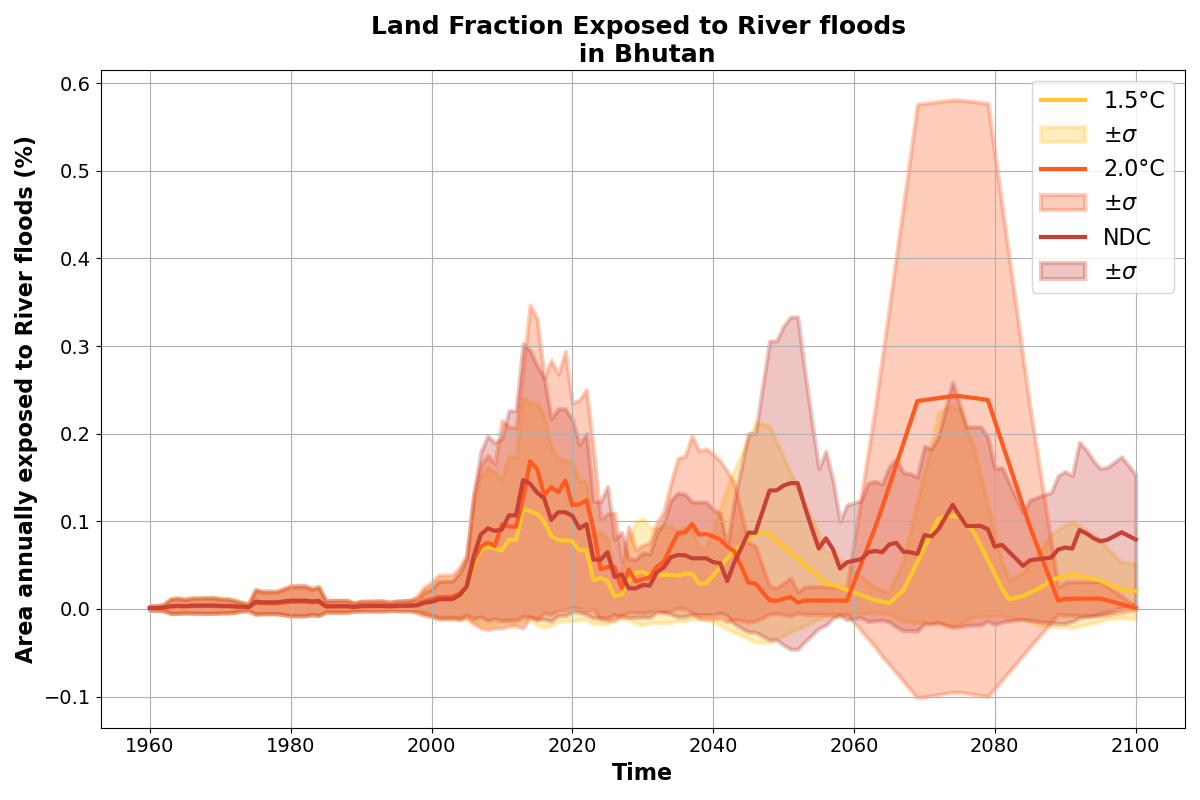 Land Fraction Exposed to River floods
in Bhutan
Area annually exposed to River floods (%)
0.6
0.5
0.4
0.3
0.2
0.1
0.0
−0.1
1960
1980
2000
2020
2040
2060
2080
2100
Time
1.5°C
±σ
2.0°C
±σ
NDC
±σ